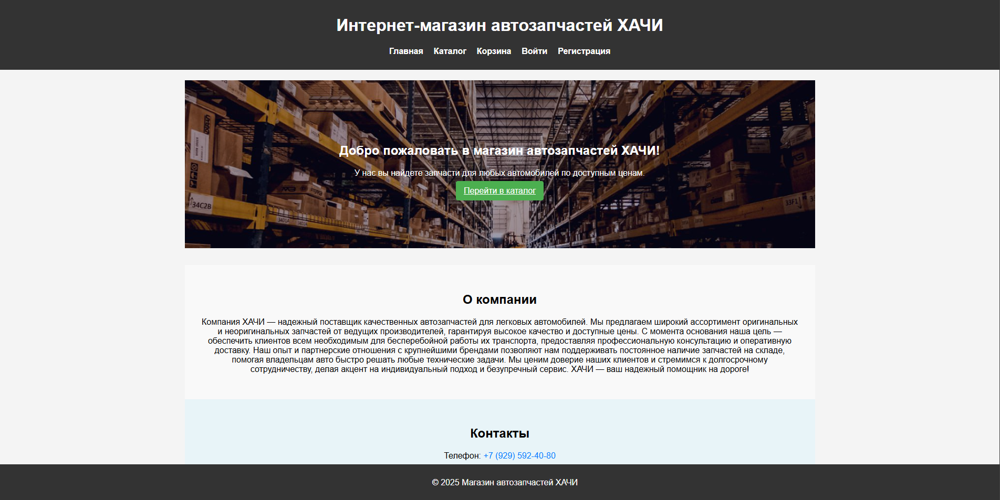 Интернет-магазин автозапчастей ХАЧИ
Главная Каталог Корзина Войти Регистрация
Добро пожаловать в магазин автозапчастей ХАЧИ!
У нас вы найдете запчасти для любых автомобилей по доступным ценам.
Перейти в каталог
34C2B
33F1
О компании
Компания ХАЧИ — надежный поставщик качественных автозапчастей для легковых автомобилей. Мы предлагаем широкий ассортимент оригинальных
и неоригинальных запчастей от ведущих производителей, гарантируя высокое качество и доступные цены. С момента основания наша цель —
обеспечить клиентов всем необходимым для бесперебойной работы их транспорта, предоставляя профессиональную консультацию и оперативную
доставку. Наш опыт и партнерские отношения с крупнейшими брендами позволяют нам поддерживать постоянное наличие запчастей на складе,
помогая владельцам авто быстро решать любые технические задачи. Мы ценим доверие наших клиентов и стремимся к долгосрочному
сотрудничеству, делая акцент на индивидуальный подход и безупречный сервис. ХАЧИ — ваш надежный помощник на дороге!
Контакты
Телефон: +7 (929) 592-40-80
© 2025 Магазин автозапчастей ХАЧИ